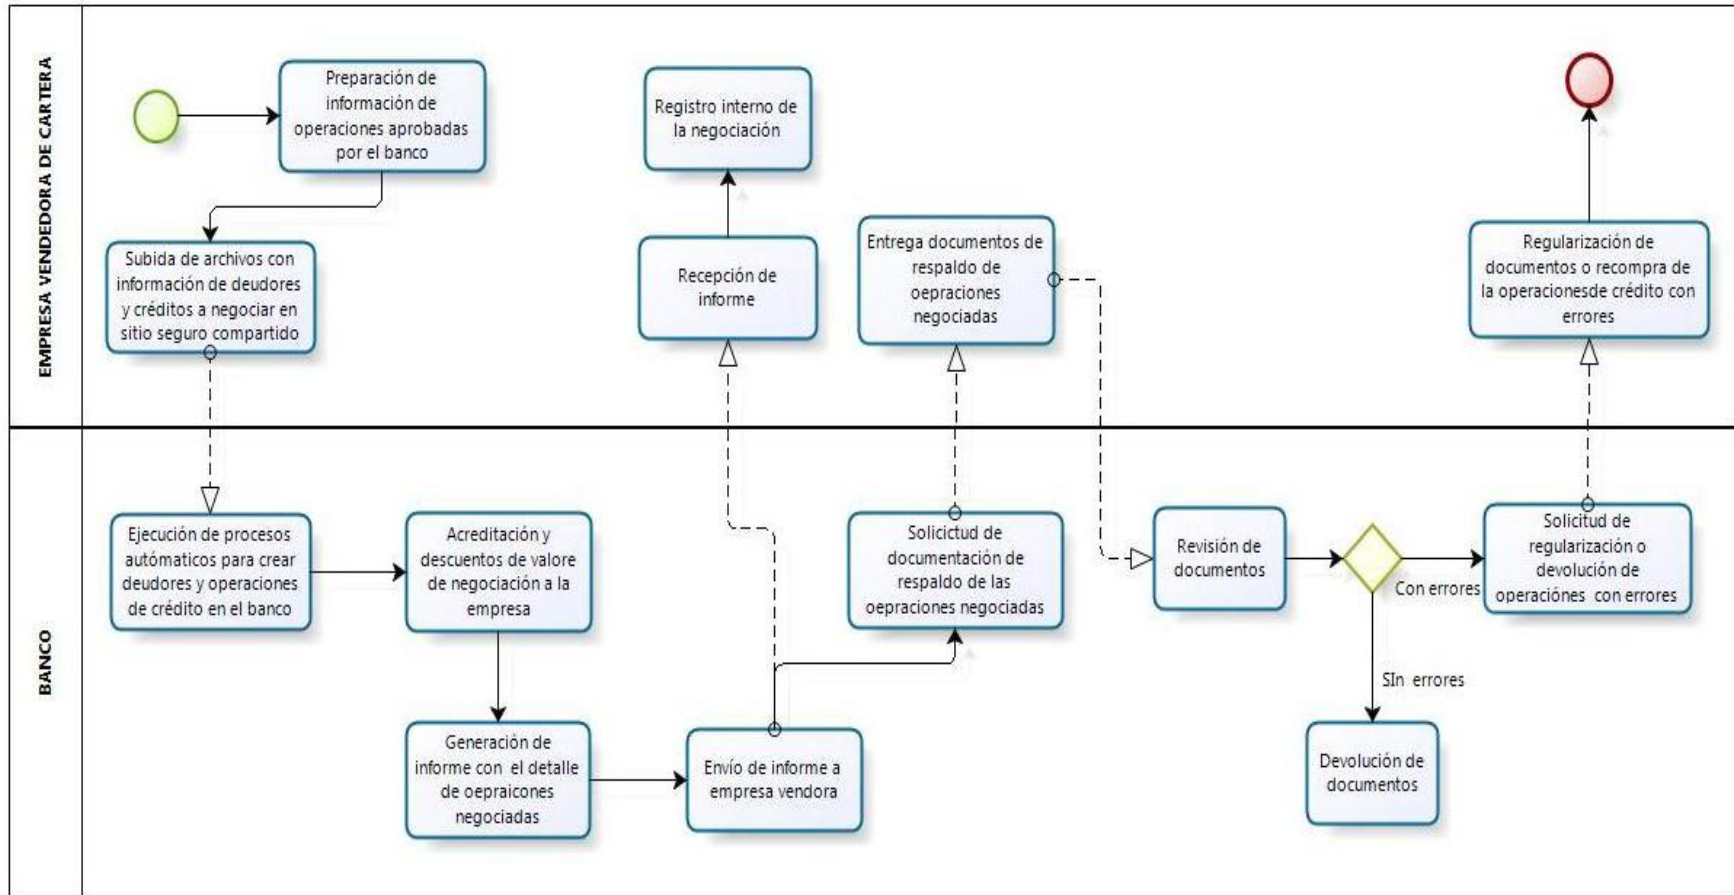 EMPRESA VENDEDORA DE CARTERA
Preparación de
información de
operaciones aprobadas
por el banco
Subida de archivos con
información de deudores
y créditos a negociar en
sitio seguro compartido
Registro interno de
la negociación
Recepción de
informe
Entrega documentos de
respaldo de
oepraciones
negociadas
Regularización de
documentos o recompra de
la operacionesde crédito con
errores
BANCO
Ejecución de procesos
autómaticos para crear
deudores y operaciones
de crédito en el banco
Acreditación y
descuentos de valore
de negociación a la
empresa
Generación de
informe con el detalle
de oepraicones
negociadas
Envío de informe a
empresa vendora
Solicictud de
documentación de
respaldo de las
oepraciones negociadas
Revisión de
documentos
Con errores
SIn errores
Solicitud de
regularización o
devolución de
operaciónes con errores
Devolución de
documentos